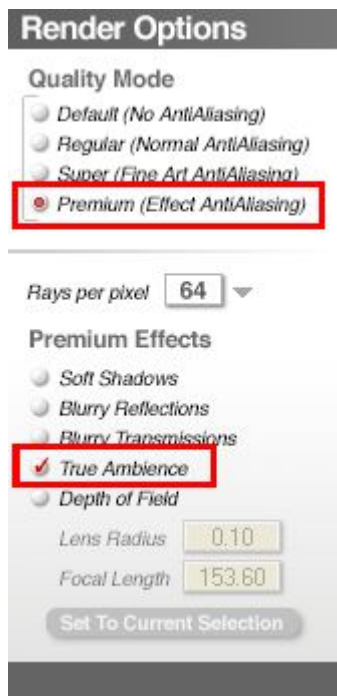 Render Options
Quality Mode
Default (No AntiAliasing)
Regular (Normal AntiAliasing)
Super (Fine Art AntiAliasing)
Premium (Effect AntiAliasing)
Rays per pixel 64
Premium Effects
Soft Shadows
Blurry Reflections
Blurry Transmissions
True Ambience
Depth of Field
Lens Radius 0.10
Focal Length 153.60
Set To Current Selection